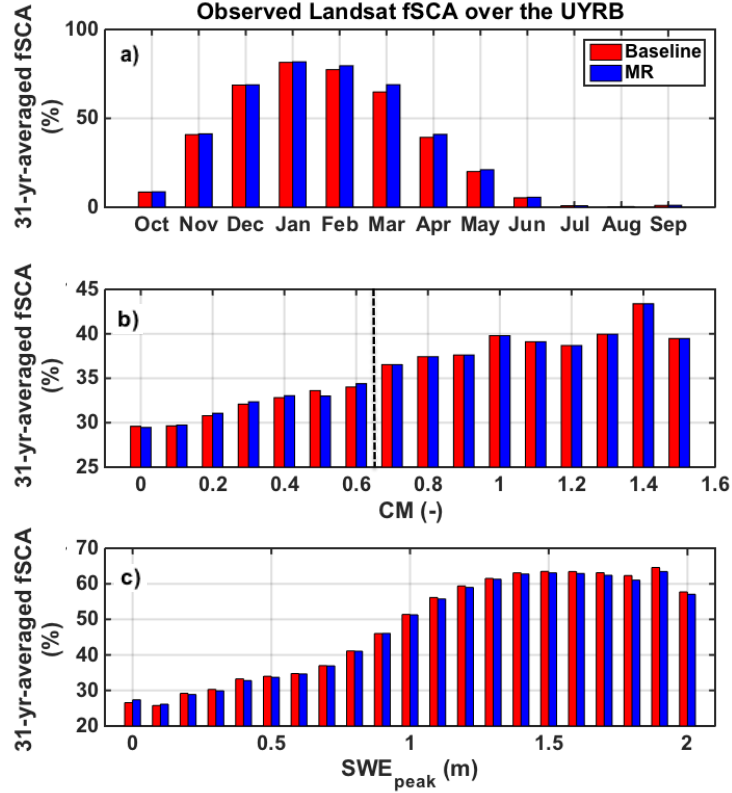 Observed Landsat fSCA over the UYRB
31-yr-averaged fSCA
(%)
a)
Baseline
MR
100
50
0
Oct Nov Dec Jan Feb Mar Apr May Jun Jul Aug Sep
31-yr-averaged fSCA
(%)
b)
45
40
35
30
25
0 0.2 0.4 0.6 0.8 1 1.2 1.4 1.6
CM (-)
31-yr-averaged fSCA
(%)
c)
70
60
50
40
30
20
0 0.5 1 1.5 2
SWEpeak (m)